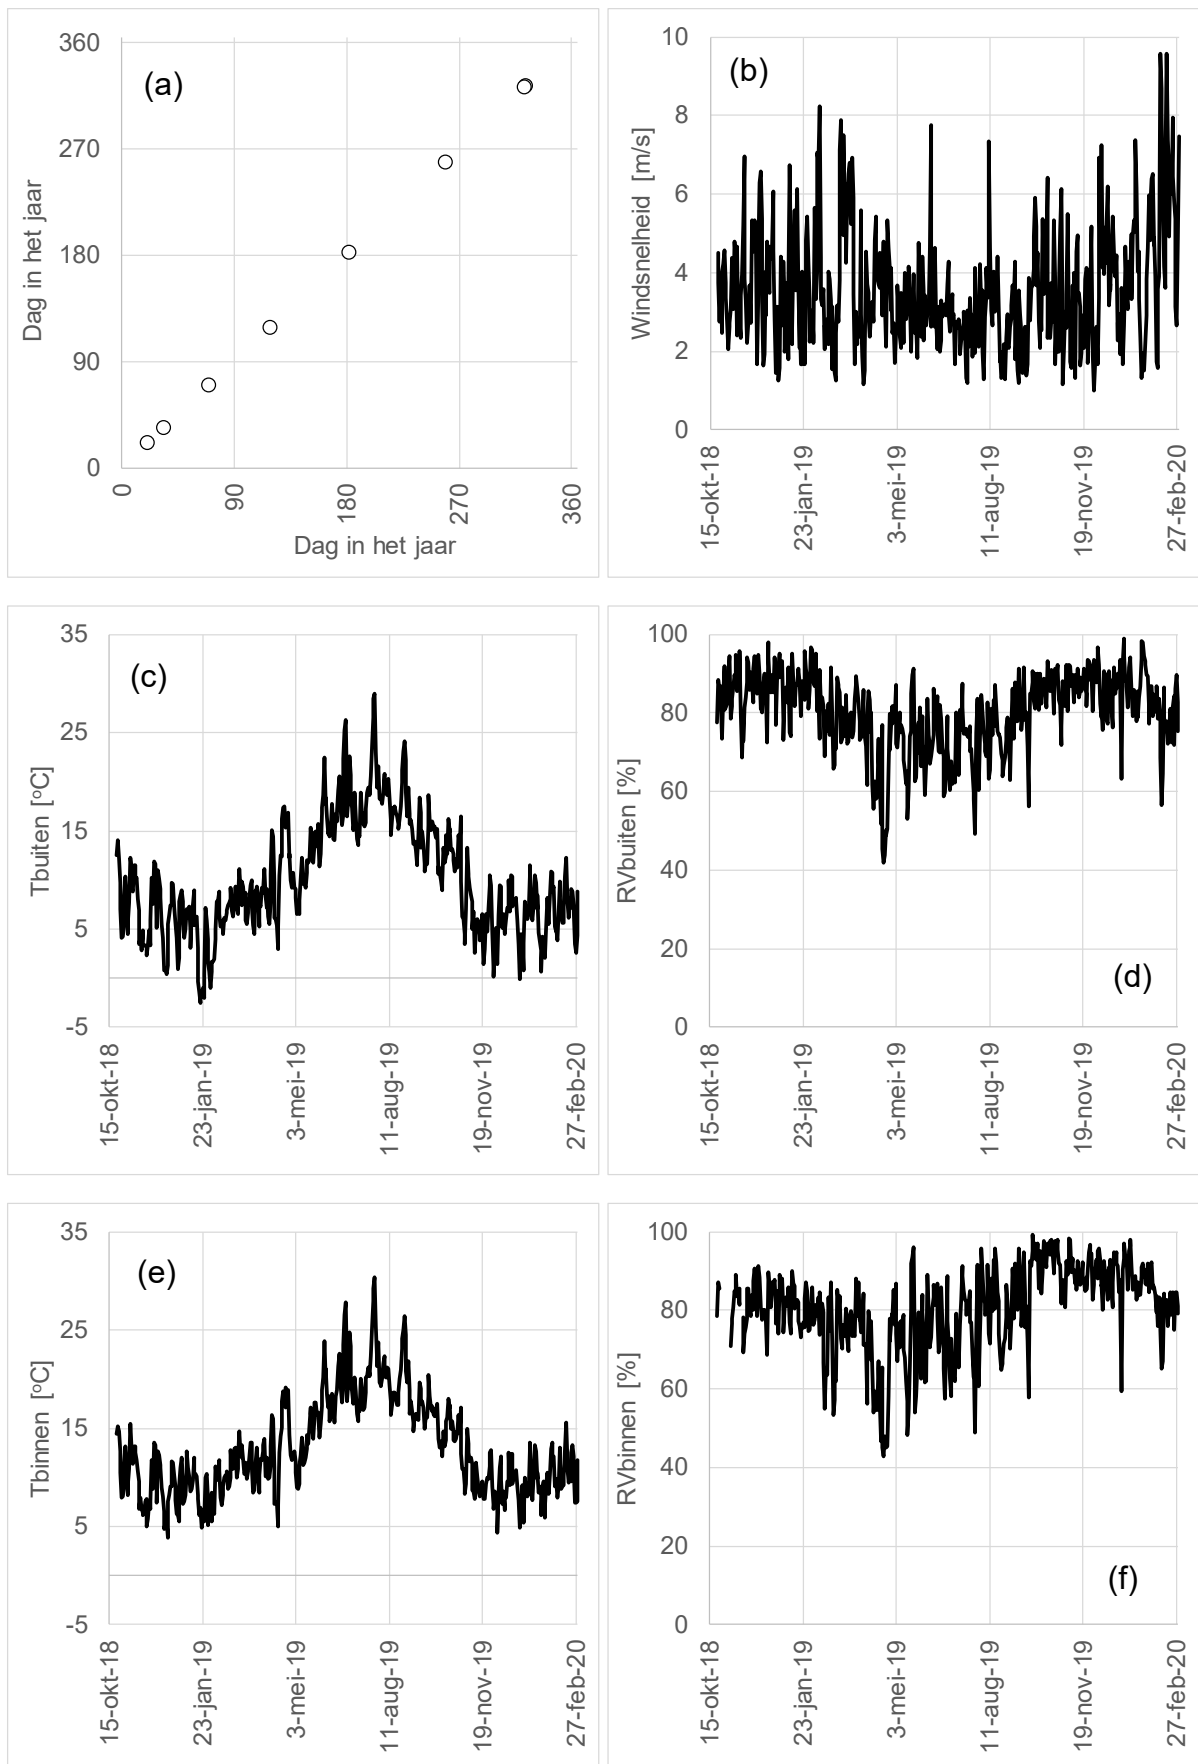 (a)
360
270
180
90
0
Dag in het jaar
0
90
180
270
360
Dag in het jaar
(b)
10
8
6
4
2
0
Windsnelheid [m/s]
15-okt-18
23-jan-19
3-mei-19
11-aug-19
19-nov-19
27-feb-20
(c)
35
25
15
5
-5
Tbuiten [°C]
15-okt-18
23-jan-19
3-mei-19
11-aug-19
19-nov-19
27-feb-20
100
80
60
40
20
0
RVbuiten [%]
(d)
15-okt-18
23-jan-19
3-mei-19
11-aug-19
19-nov-19
27-feb-20
(e)
35
25
15
5
-5
Tbinnen [°C]
15-okt-18
23-jan-19
3-mei-19
11-aug-19
19-nov-19
27-feb-20
100
80
60
40
20
0
RVbinnen [%]
(f)
15-okt-18
23-jan-19
3-mei-19
11-aug-19
19-nov-19
27-feb-20